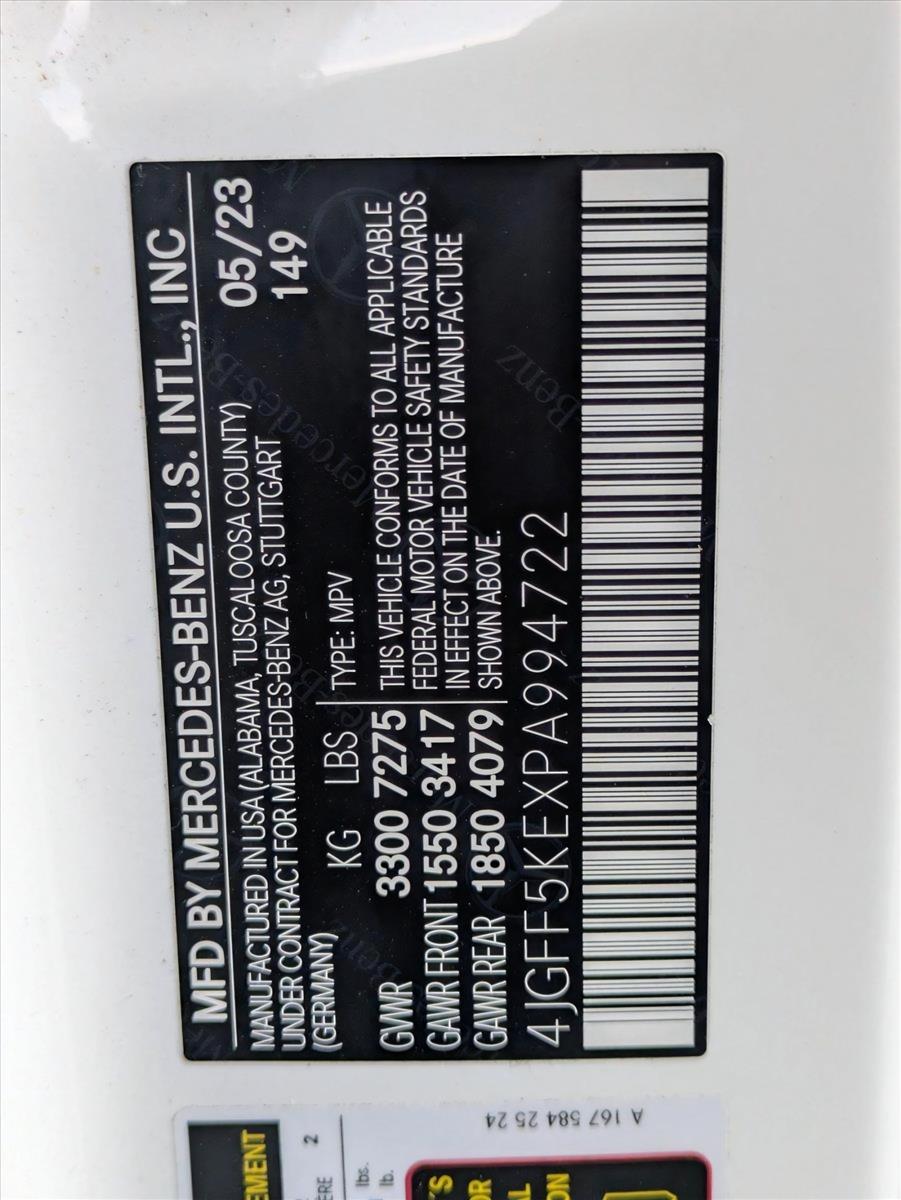 MFD BY MERCEDES-BENZ U.S. INTL., INC
MANUFACTURED IN USA (ALABAMA, TUSCALOOSA COUNTY) 05/23
UNDER CONTRACT FOR MERCEDES-BENZ AG, STUTTGART 149
(GERMANY)
KG LBS TYPE: MPV
GVWR 3300 7275 THIS VEHICLE CONFORMS TO ALL APPLICABLE
FEDERAL MOTOR VEHICLE SAFETY STANDARDS
GAWR FRONT 1550 3417 IN EFFECT ON THE DATE OF MANUFACTURE
GAWR REAR 1850 4079 SHOWN ABOVE.
4JGFF5KEXPA994722
A 167 584 25 24
2
lbs.
lb.